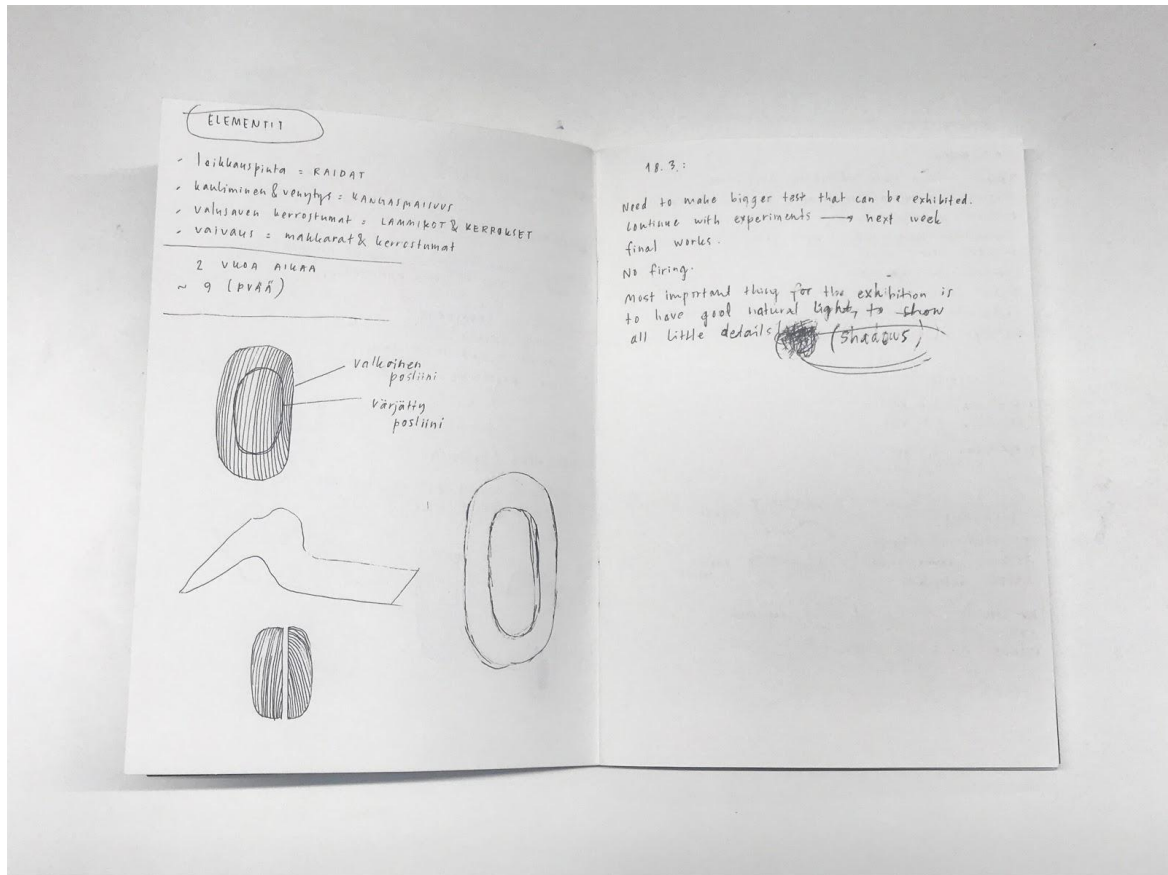 ELEMENTIT
- leikkauspinta = RAIDAT
- kauliminen & venytys = KANGASMAISUUS
- valusaven kerrostumat = LAMMIKOT & KERROKSET
- vaivaus = makkarat & kerrostumat
2 VKOA AIKAA
~ 9 (PVÄÄ)
valkoinen
posliini
värjätty
posliini
18.3.:
Need to make bigger test that can be exhibited.
Continue with experiments → next week
final works.
No firing.
Most important thing for the exhibition is
to have good natural light, to show
all little details (shadows)